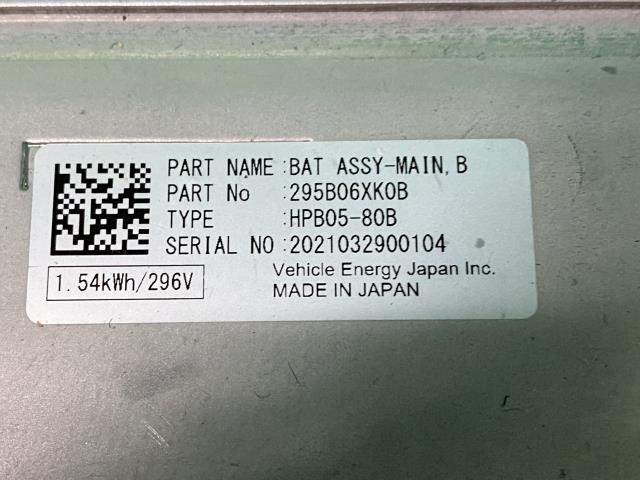 PART NAME :BAT ASSY-MAIN, B
PART No :295B06XK0B
TYPE :HPB05-80B
SERIAL NO :2021032900104
1.54kWh/296V
Vehicle Energy Japan Inc.
MADE IN JAPAN